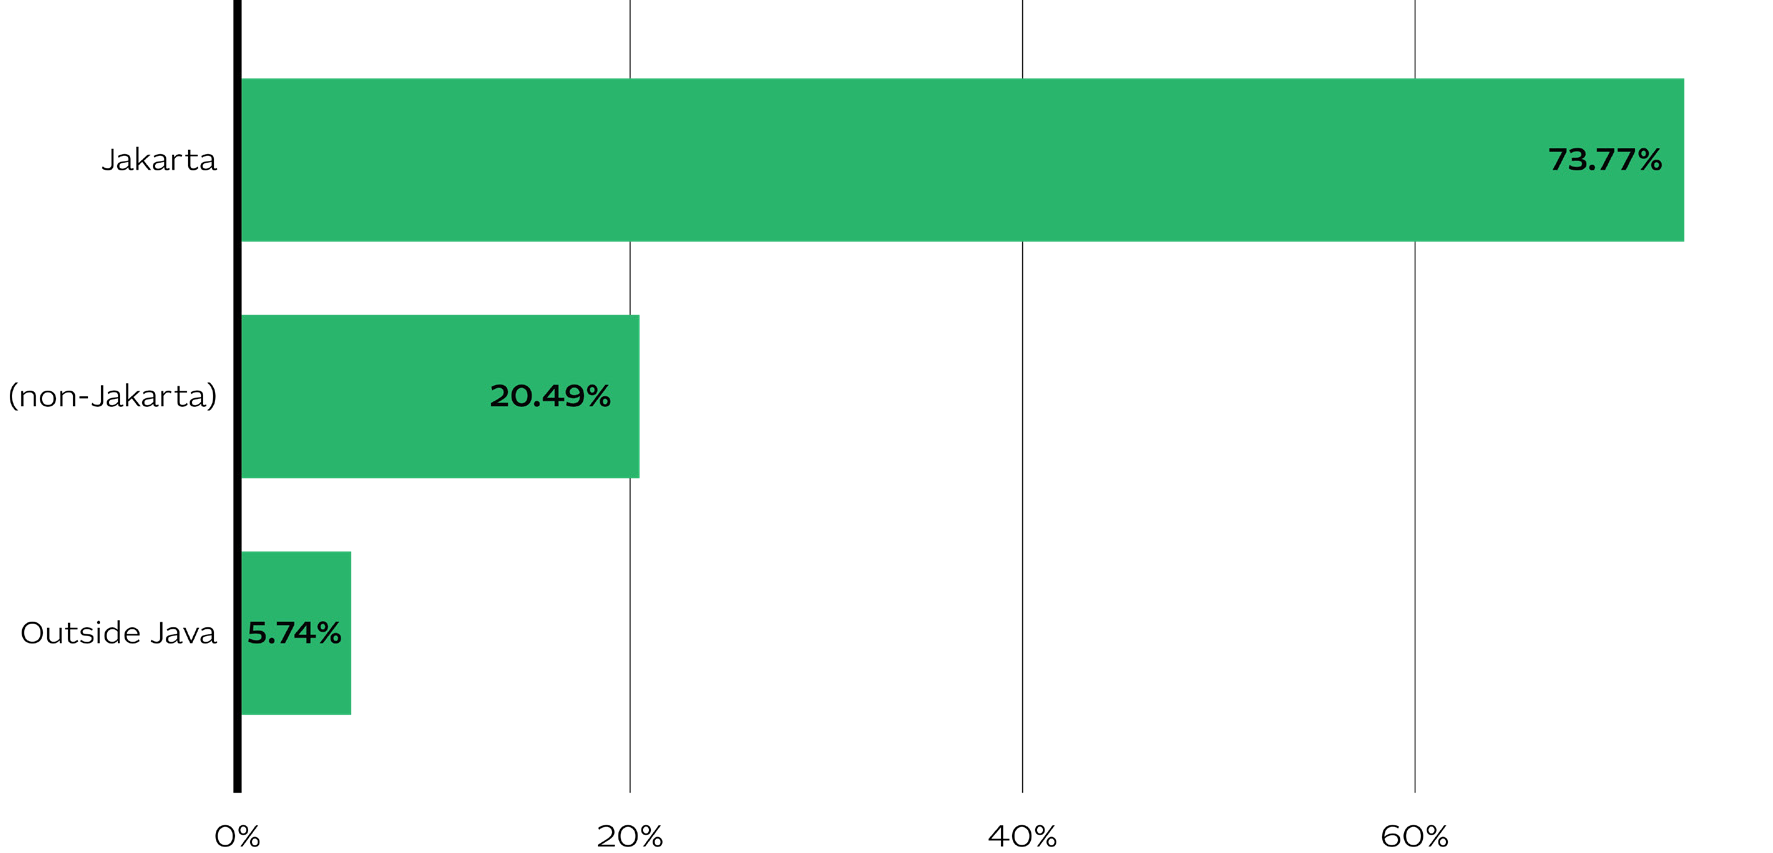 Jakarta
73.77%
(non-Jakarta)
20.49%
Outside Java
5.74%
0%
20%
40%
60%